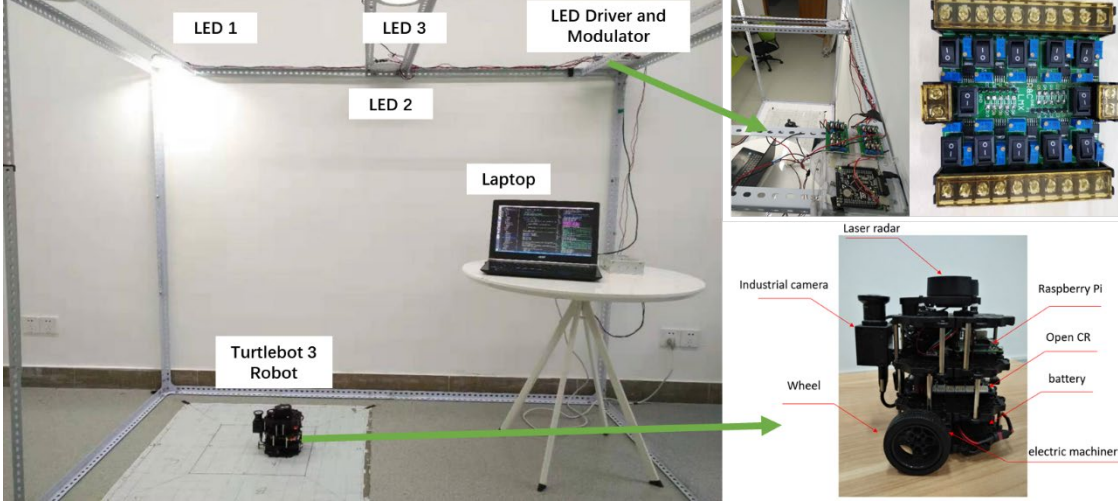 LED 1
LED 3
LED Driver and
Modulator
LED 2
Laptop
Turtlebot 3
Robot
Laser radar
Industrial camera
Raspberry Pi
Open CR
Wheel
battery
electric machiner